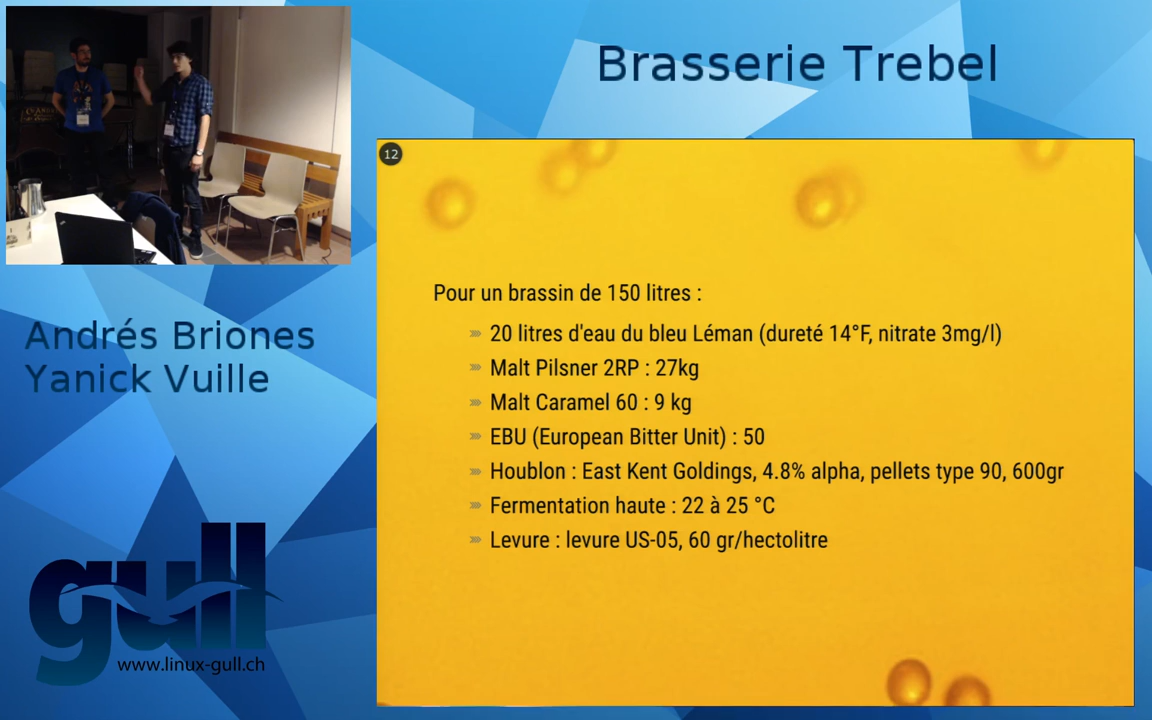 Brasserie Trebel
12
Pour un brassin de 150 litres :
20 litres d'eau du bleu Léman (dureté 14°F, nitrate 3mg/l)
Malt Pilsner 2RP : 27kg
Malt Caramel 60 : 9 kg
EBU (European Bitter Unit) : 50
Houblon : East Kent Goldings, 4.8% alpha, pellets type 90, 600gr
Fermentation haute : 22 à 25 °C
Levure : levure US-05, 60 gr/hectolitre
Andrés Briones
Yanick Vuille
gull
www.linux-gull.ch